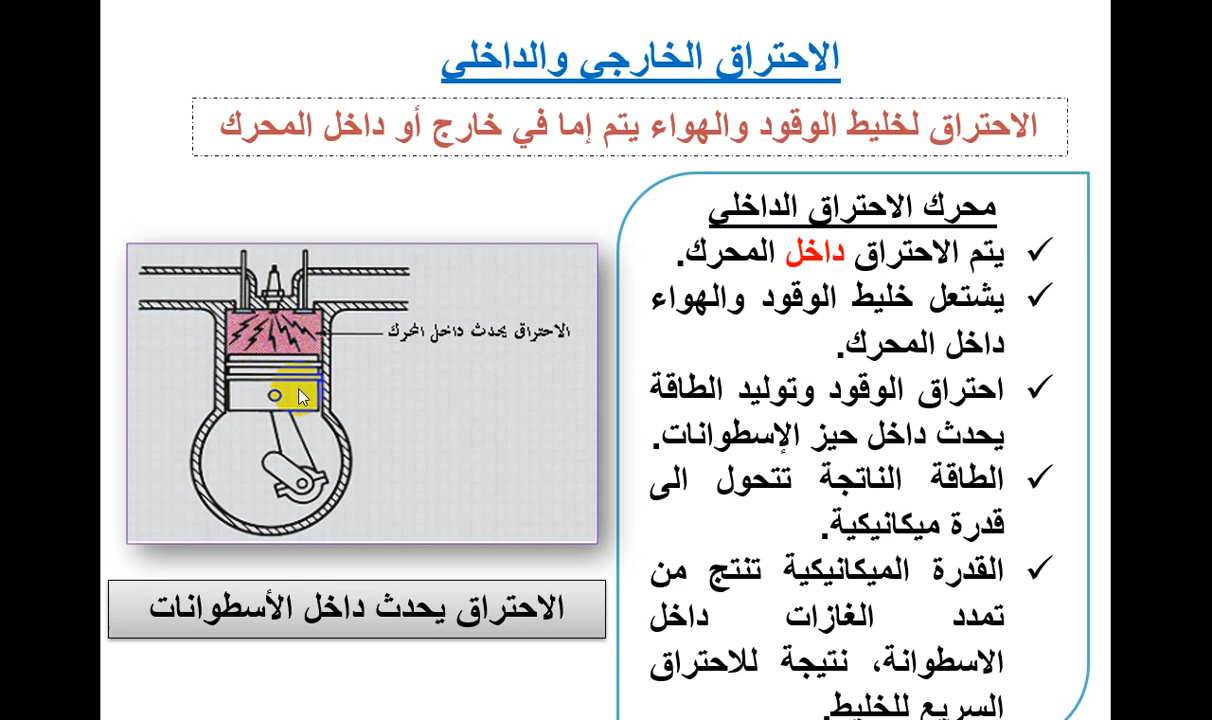 الاحتراق الخارجي والداخلي
الاحتراق لخليط الوقود والهواء يتم إما في خارج أو داخل المحرك
محرك الاحتراق الداخلي
✓ يتم الاحتراق داخل المحرك.
✓ يشتعل خليط الوقود والهواء
داخل المحرك.
✓ احتراق الوقود وتوليد الطاقة
يحدث داخل حيز الإسطوانات.
✓ الطاقة الناتجة تتحول الى
قدرة ميكانيكية.
✓ القدرة الميكانيكية تنتج من
تمدد الغازات داخل
الاسطوانة، نتيجة للاحتراق
السريع للخليط.
الاحتراق يحدث داخل المحرك
الاحتراق يحدث داخل الأسطوانات